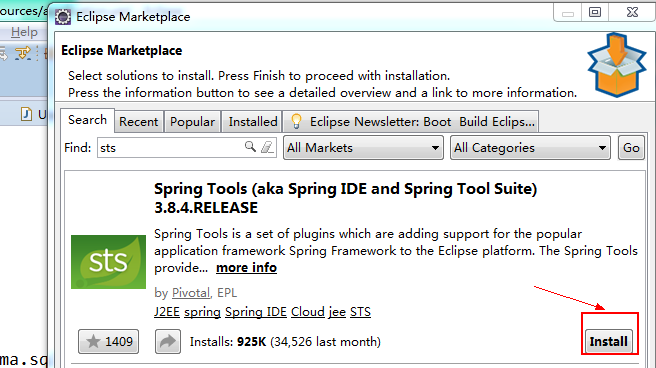 ources/a
Eclipse Marketplace
Help
Eclipse Marketplace
Select solutions to install. Press Finish to proceed with installation.
Press the information button to see a detailed overview and a link to more information.
U
Search Recent Popular Installed Eclipse Newsletter: Boot Build Eclips...
Find: sts All Markets All Categories Go
Spring Tools (aka Spring IDE and Spring Tool Suite)
3.8.4.RELEASE
Spring Tools is a set of plugins which are adding support for the popular
application framework Spring Framework to the Eclipse platform. The Spring Tools
provide... more info
sts
by Pivotal, EPL
J2EE spring Spring IDE Cloud jee STS
1409 Installs: 925K (34,526 last month) Install
ma.sq